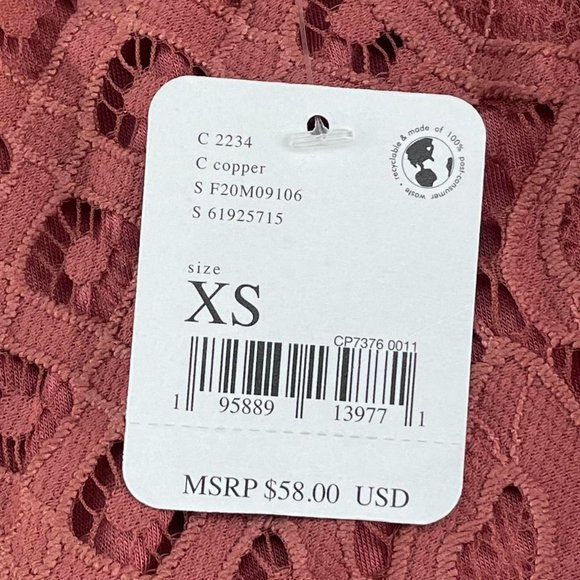 C 2234
C copper
S F20M09106
S 61925715
recyclable & made of 100% post-consumer waste •
size
XS
CP7376 0011
1 95889 13977 1
MSRP $58.00 USD